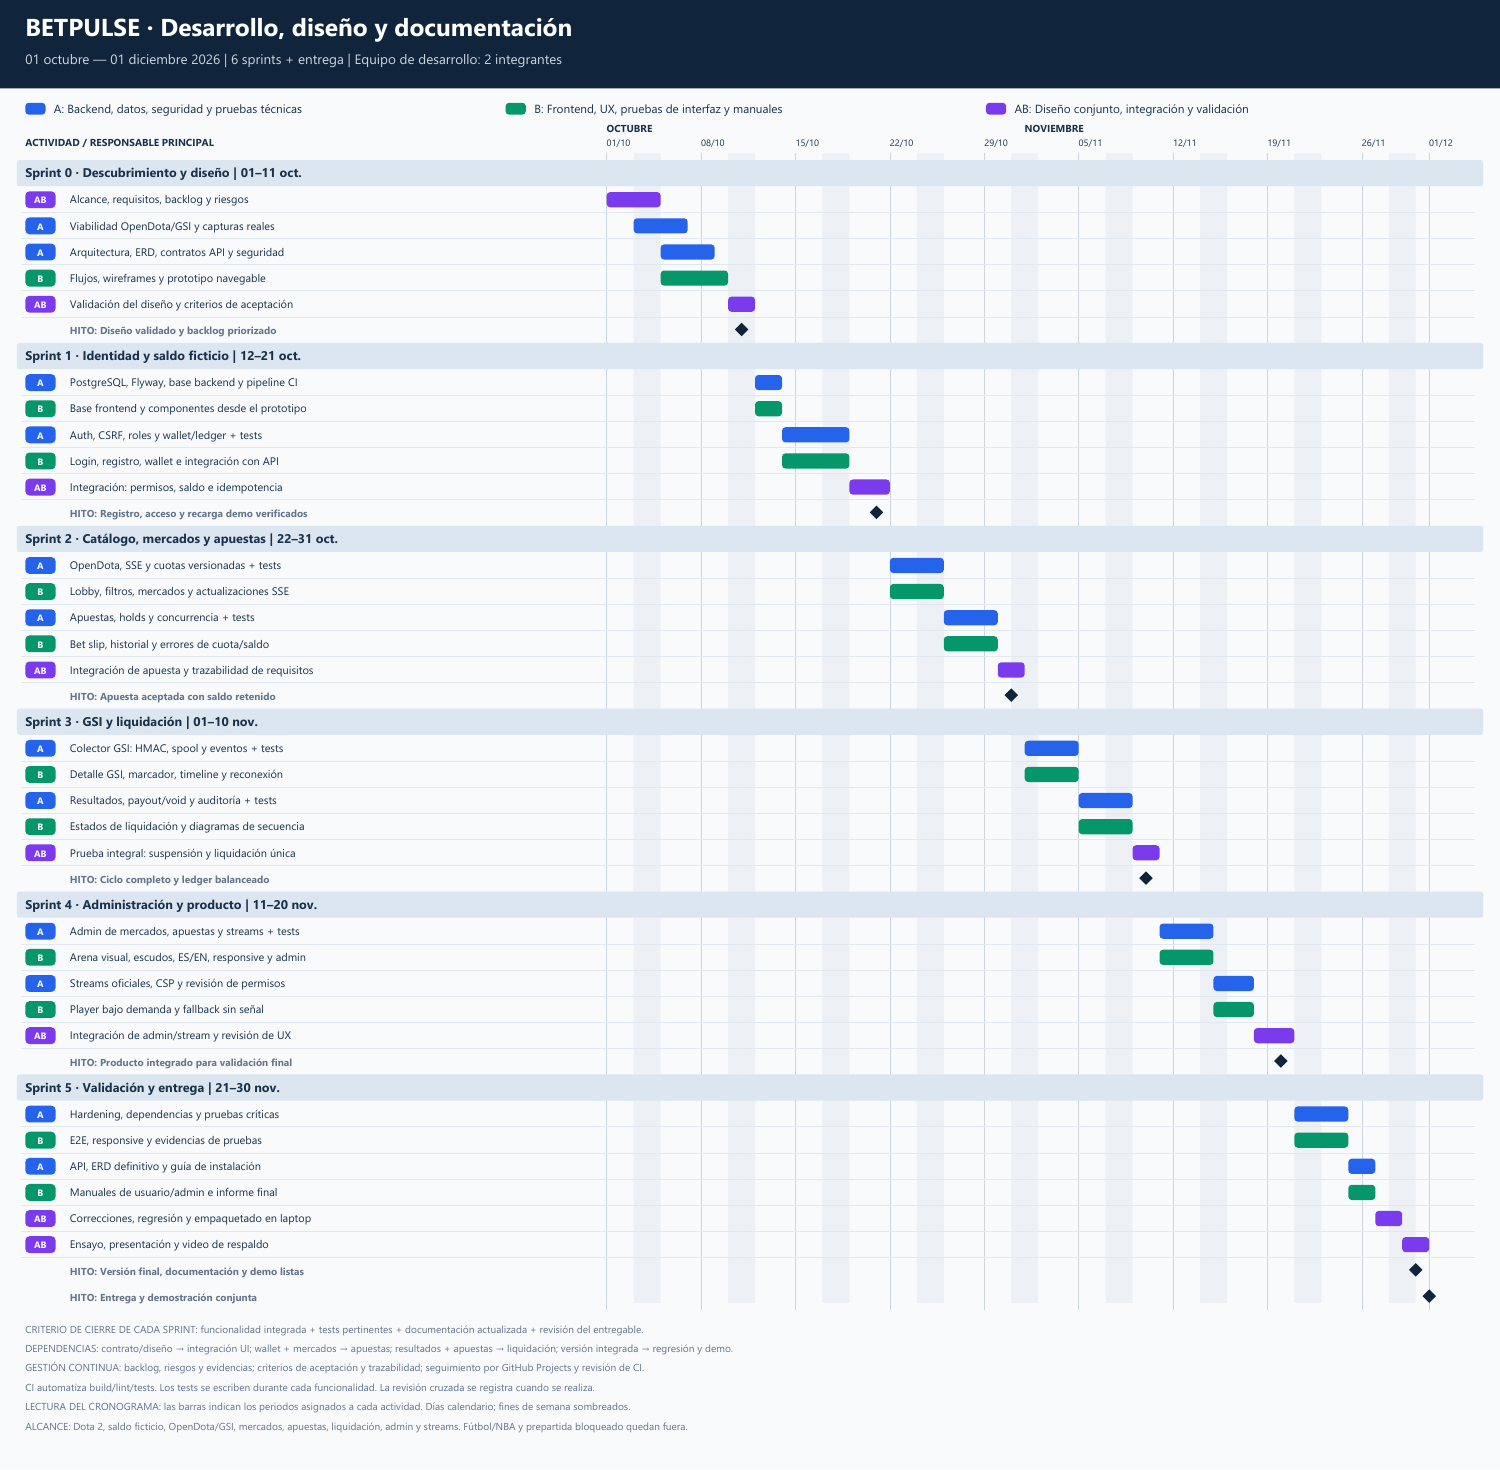 BETPULSE · Desarrollo, diseño y documentación
01 octubre — 01 diciembre 2026 | 6 sprints + entrega | Equipo de desarrollo: 2 integrantes
A: Backend, datos, seguridad y pruebas técnicas
B: Frontend, UX, pruebas de interfaz y manuales
AB: Diseño conjunto, integración y validación
OCTUBRE NOVIEMBRE
ACTIVIDAD / RESPONSABLE PRINCIPAL 01/10 08/10 15/10 22/10 29/10 05/11 12/11 19/11 26/11 01/12
Sprint 0 · Descubrimiento y diseño | 01–11 oct.
AB Alcance, requisitos, backlog y riesgos
A Viabilidad OpenDota/GSI y capturas reales
A Arquitectura, ERD, contratos API y seguridad
B Flujos, wireframes y prototipo navegable
AB Validación del diseño y criterios de aceptación
HITO: Diseño validado y backlog priorizado
Sprint 1 · Identidad y saldo ficticio | 12–21 oct.
A PostgreSQL, Flyway, base backend y pipeline CI
B Base frontend y componentes desde el prototipo
A Auth, CSRF, roles y wallet/ledger + tests
B Login, registro, wallet e integración con API
AB Integración: permisos, saldo e idempotencia
HITO: Registro, acceso y recarga demo verificados
Sprint 2 · Catálogo, mercados y apuestas | 22–31 oct.
A OpenDota, SSE y cuotas versionadas + tests
B Lobby, filtros, mercados y actualizaciones SSE
A Apuestas, holds y concurrencia + tests
B Bet slip, historial y errores de cuota/saldo
AB Integración de apuesta y trazabilidad de requisitos
HITO: Apuesta aceptada con saldo retenido
Sprint 3 · GSI y liquidación | 01–10 nov.
A Colector GSI: HMAC, spool y eventos + tests
B Detalle GSI, marcador, timeline y reconexión
A Resultados, payout/void y auditoría + tests
B Estados de liquidación y diagramas de secuencia
AB Prueba integral: suspensión y liquidación única
HITO: Ciclo completo y ledger balanceado
Sprint 4 · Administración y producto | 11–20 nov.
A Admin de mercados, apuestas y streams + tests
B Arena visual, escudos, ES/EN, responsive y admin
A Streams oficiales, CSP y revisión de permisos
B Player bajo demanda y fallback sin señal
AB Integración de admin/stream y revisión de UX
HITO: Producto integrado para validación final
Sprint 5 · Validación y entrega | 21–30 nov.
A Hardening, dependencias y pruebas críticas
B E2E, responsive y evidencias de pruebas
A API, ERD definitivo y guía de instalación
B Manuales de usuario/admin e informe final
AB Correcciones, regresión y empaquetado en laptop
AB Ensayo, presentación y video de respaldo
HITO: Versión final, documentación y demo listas
HITO: Entrega y demostración conjunta
CRITERIO DE CIERRE DE CADA SPRINT: funcionalidad integrada + tests pertinentes + documentación actualizada + revisión del entregable.
DEPENDENCIAS: contrato/diseño → integración UI; wallet + mercados → apuestas; resultados + apuestas → liquidación; versión integrada → regresión y demo.
GESTIÓN CONTINUA: backlog, riesgos y evidencias; criterios de aceptación y trazabilidad; seguimiento por GitHub Projects y revisión de CI.
CI automatiza build/lint/tests. Los tests se escriben durante cada funcionalidad. La revisión cruzada se registra cuando se realiza.
LECTURA DEL CRONOGRAMA: las barras indican los periodos asignados a cada actividad. Días calendario; fines de semana sombreados.
ALCANCE: Dota 2, saldo ficticio, OpenDota/GSI, mercados, apuestas, liquidación, admin y streams. Fútbol/NBA y prepartida bloqueado quedan fuera.